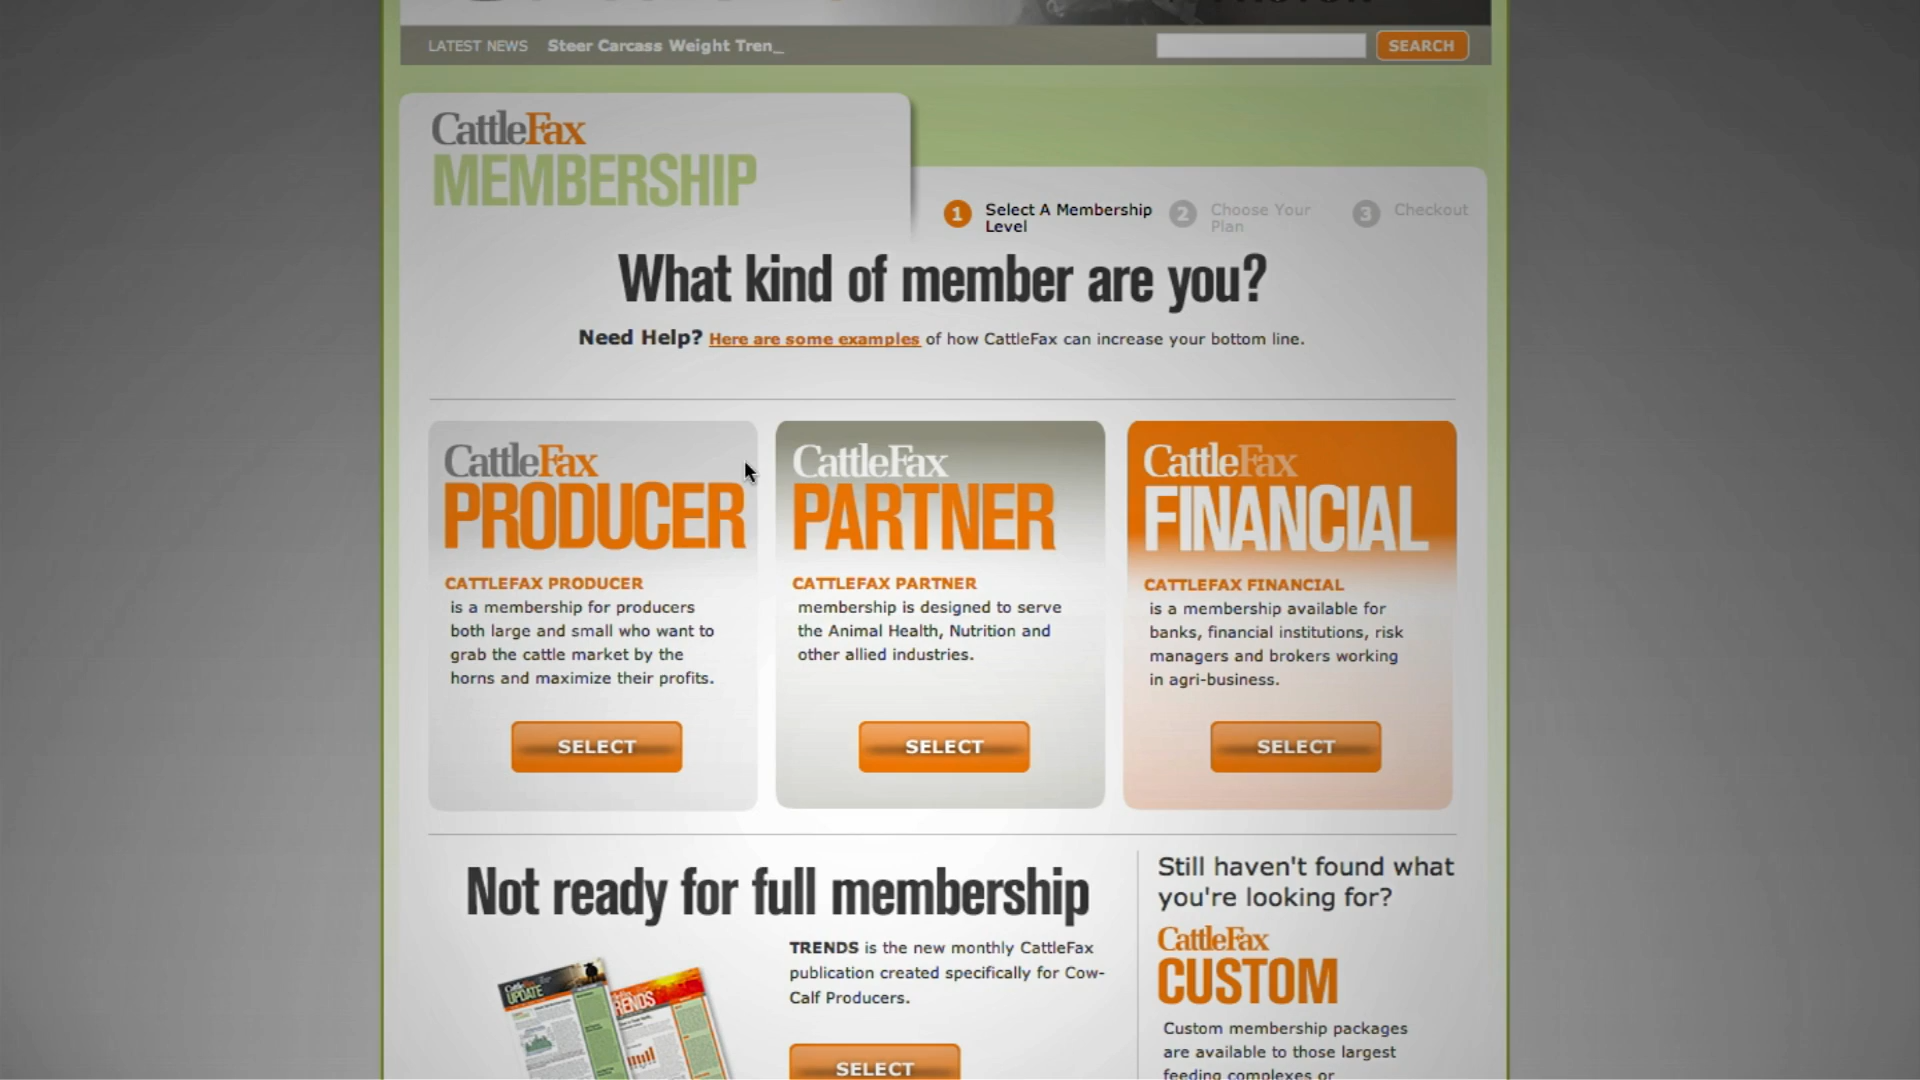 LATEST NEWS Steer Carcass Weight Tren_
SEARCH
CattleFax
MEMBERSHIP
1 Select A Membership Level
2 Choose Your Plan
3 Checkout
What kind of member are you?
Need Help? Here are some examples of how CattleFax can increase your bottom line.
CattleFax
PRODUCER
CATTLEFAX PRODUCER
is a membership for producers
both large and small who want to
grab the cattle market by the
horns and maximize their profits.
SELECT
CattleFax
PARTNER
CATTLEFAX PARTNER
membership is designed to serve
the Animal Health, Nutrition and
other allied industries.
SELECT
CattleFax
FINANCIAL
CATTLEFAX FINANCIAL
is a membership available for
banks, financial institutions, risk
managers and brokers working
in agri-business.
SELECT
Not ready for full membership
CattleFax
UPDATE
TRENDS is the new monthly CattleFax
publication created specifically for Cow-
Calf Producers.
SELECT
Still haven't found what
you're looking for?
CattleFax
CUSTOM
Custom membership packages
are available to those largest
feeding complexes or